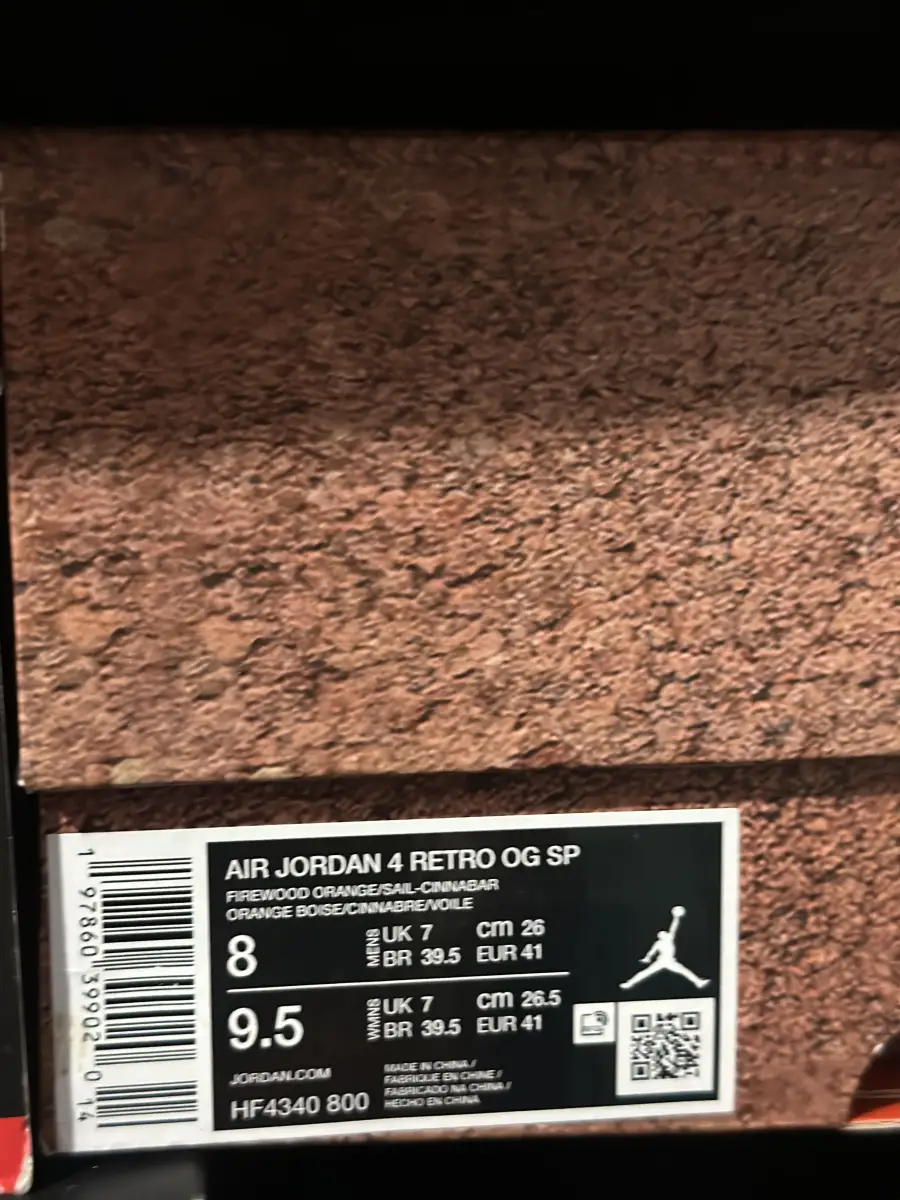 AIR JORDAN 4 RETRO OG SP
FIREWOOD ORANGE/SAIL-CINNABAR
ORANGE BOISE/CINNABRE/VOILE
8 MENS UK 7 cm 26
BR 39.5 EUR 41
9.5 WMNS UK 7 cm 26.5
BR 39.5 EUR 41
JORDAN.COM
HF4340 800
MADE IN CHINA /
FABRIQUE EN CHINE /
FABRICADO NA CHINA /
HECHO EN CHINA
1 97860 39902 0 14